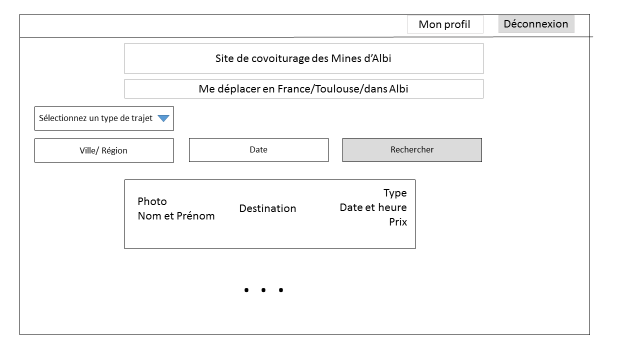 Mon profil
Déconnexion
Site de covoiturage des Mines d'Albi
Me déplacer en France/Toulouse/dans Albi
Sélectionnez un type de trajet
Ville/ Région
Date
Rechercher
Photo
Nom et Prénom
Destination
Type
Date et heure
Prix
• • •